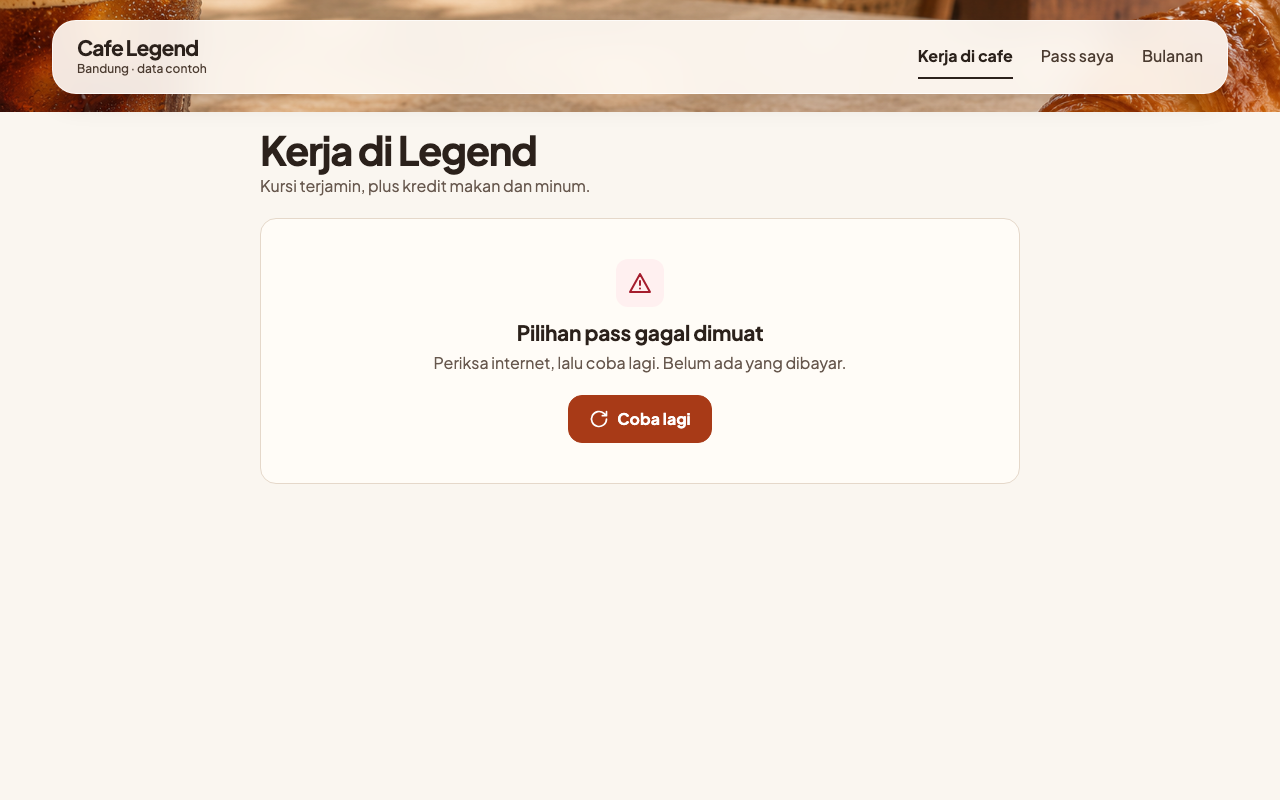 Cafe Legend
Bandung · data contoh
Kerja di cafe
Pass saya
Bulanan
Kerja di Legend
Kursi terjamin, plus kredit makan dan minum.
Pilihan pass gagal dimuat
Periksa internet, lalu coba lagi. Belum ada yang dibayar.
Coba lagi